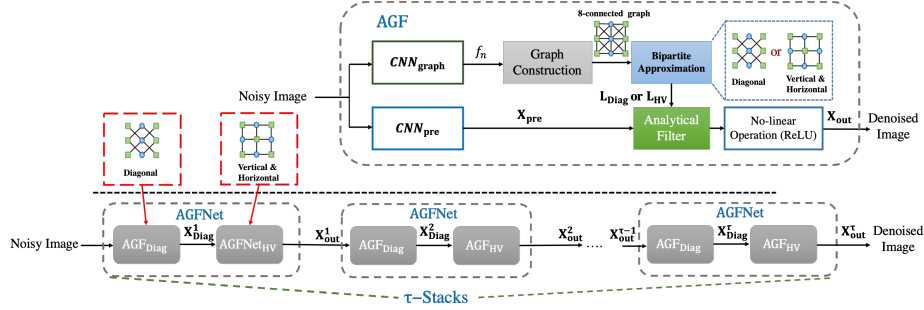 AGF
8-connected graph
CNN_graph
f_n
Graph
Construction
Bipartite
Approximation
or
Diagonal
Vertical &
Horizontal
Noisy Image
L_Diag or L_HV
CNN_pre
X_pre
Analytical
Filter
No-linear
Operation (ReLU)
X_out
Denoised
Image
Diagonal
Vertical &
Horizontal
AGFNet
AGFNet
AGFNet
Noisy Image
AGF_Diag
X^1_Diag
AGFNet_HV
X^1_out
AGF_Diag
X^2_Diag
AGF_HV
X^2_out
....
X^τ−1_out
AGF_Diag
X^τ_Diag
AGF_HV
X^τ_out
Denoised
Image
τ−Stacks